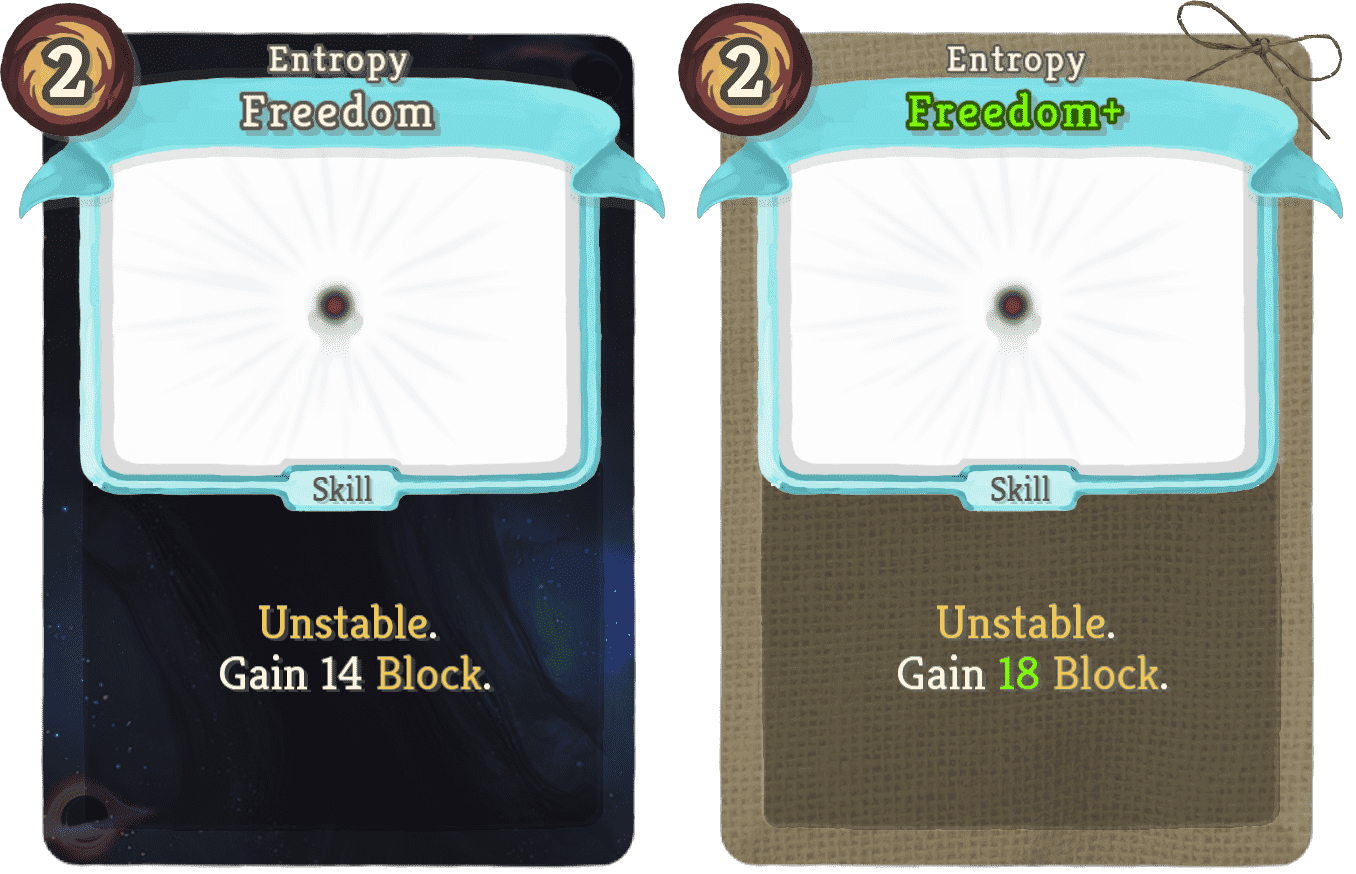 2
Entropy
Freedom
Skill
Unstable.
Gain 14 Block.
2
Entropy
Freedom+
Skill
Unstable.
Gain 18 Block.